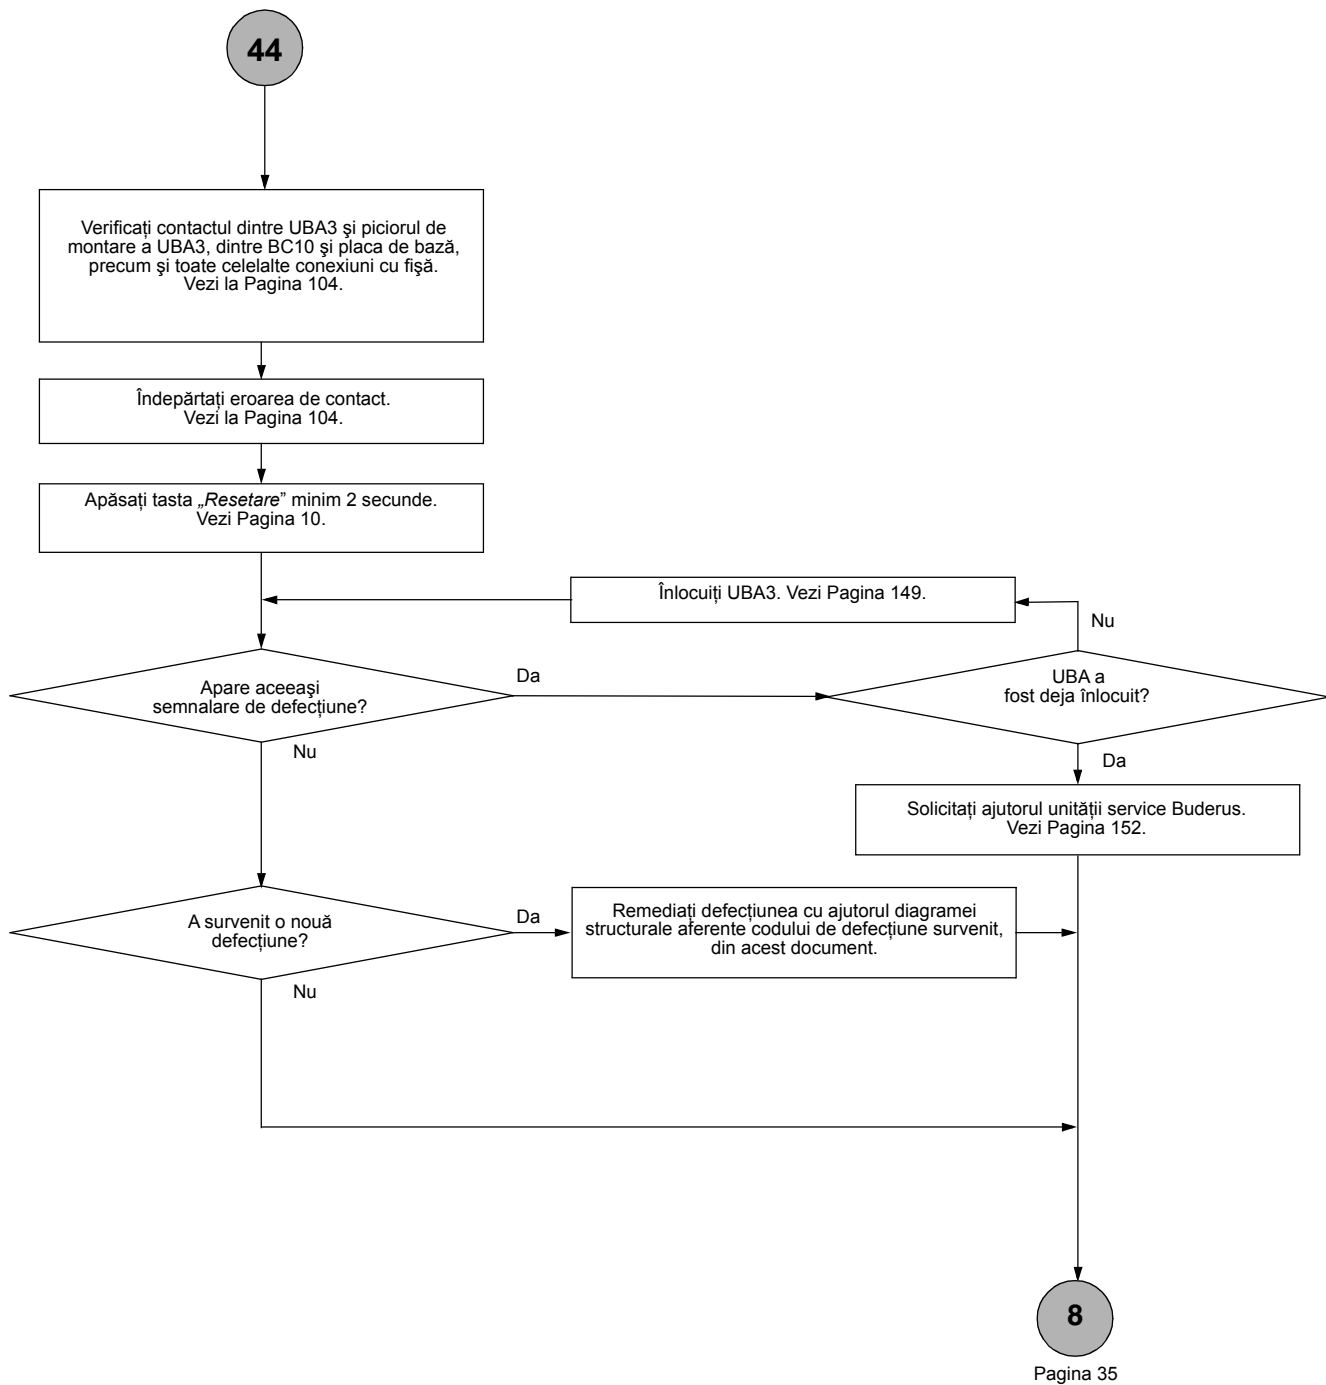 44
Verificați contactul dintre UBA3 şi piciorul de
montare a UBA3, dintre BC10 şi placa de bază,
precum şi toate celelalte conexiuni cu fişă.
Vezi la Pagina 104.
Îndepărtați eroarea de contact.
Vezi la Pagina 104.
Apăsați tasta „Resetare” minim 2 secunde.
Vezi Pagina 10.
Înlocuiți UBA3. Vezi Pagina 149.
Nu
Apare aceeaşi
semnalare de defecțiune?
Da
UBA a
fost deja înlocuit?
Nu
Da
Solicitați ajutorul unității service Buderus.
Vezi Pagina 152.
A survenit o nouă
defecțiune?
Da
Remediați defecțiunea cu ajutorul diagramei
structurale aferente codului de defecțiune survenit,
din acest document.
Nu
8
Pagina 35